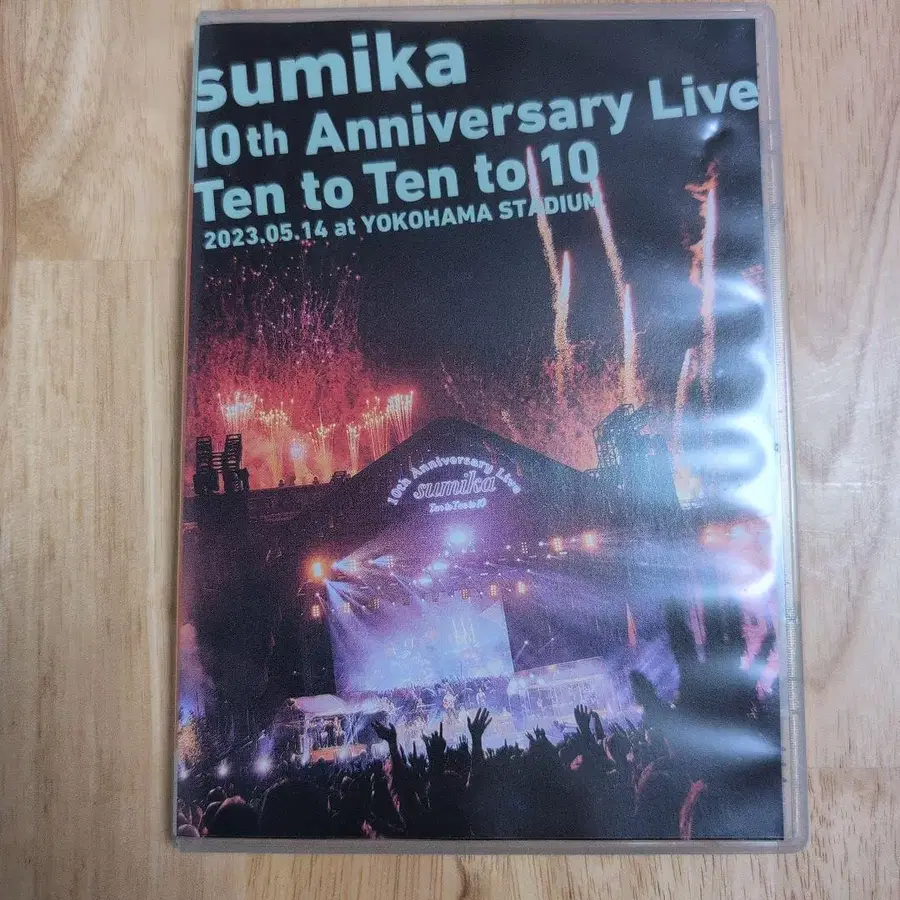 sumika
10th Anniversary Live
Ten to Ten to 10
2023.05.14 at YOKOHAMA STADIUM
10th Anniversary Live
sumika
Ten to Ten to 10